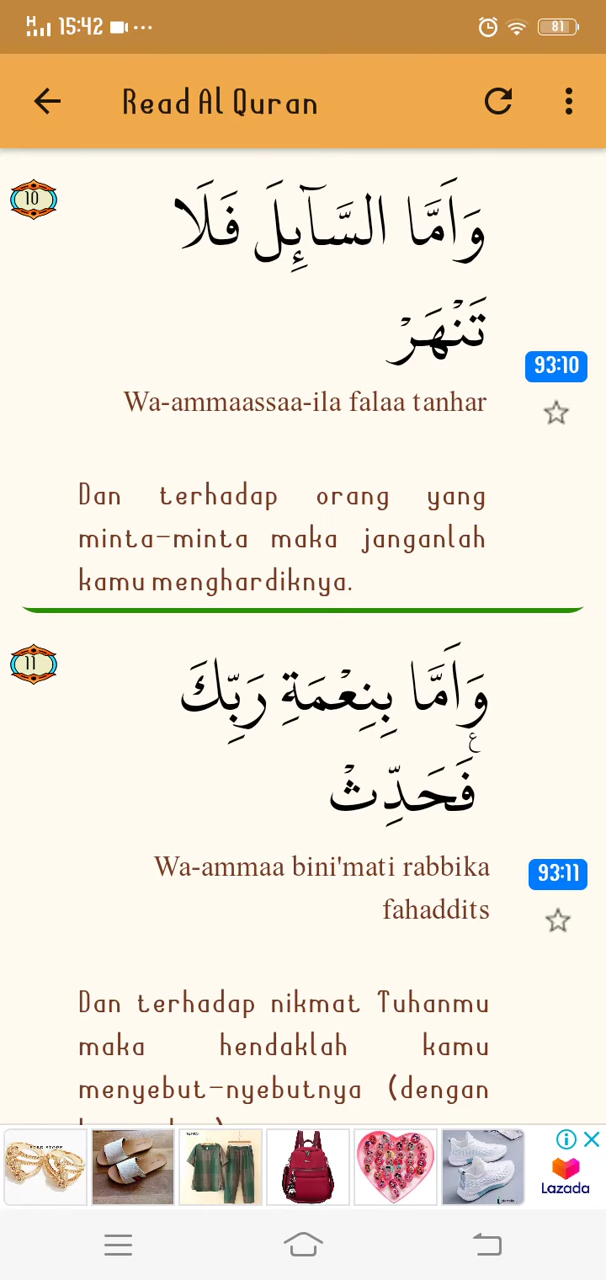 H 15:42 81
Read Al Quran
10
وَاَمَّا السَّاۤىِٕلَ فَلَا
تَنْهَرْ
93:10
Wa-ammaassaa-ila falaa tanhar
Dan terhadap orang yang
minta-minta maka janganlah
kamu menghardiknya.
11
وَاَمَّا بِنِعْمَةِ رَبِّكَ
فَحَدِّثْ ࣖ
93:11
Wa-ammaa bini'mati rabbika
fahaddits
Dan terhadap nikmat Tuhanmu
maka hendaklah kamu
menyebut-nyebutnya (dengan
Lazada